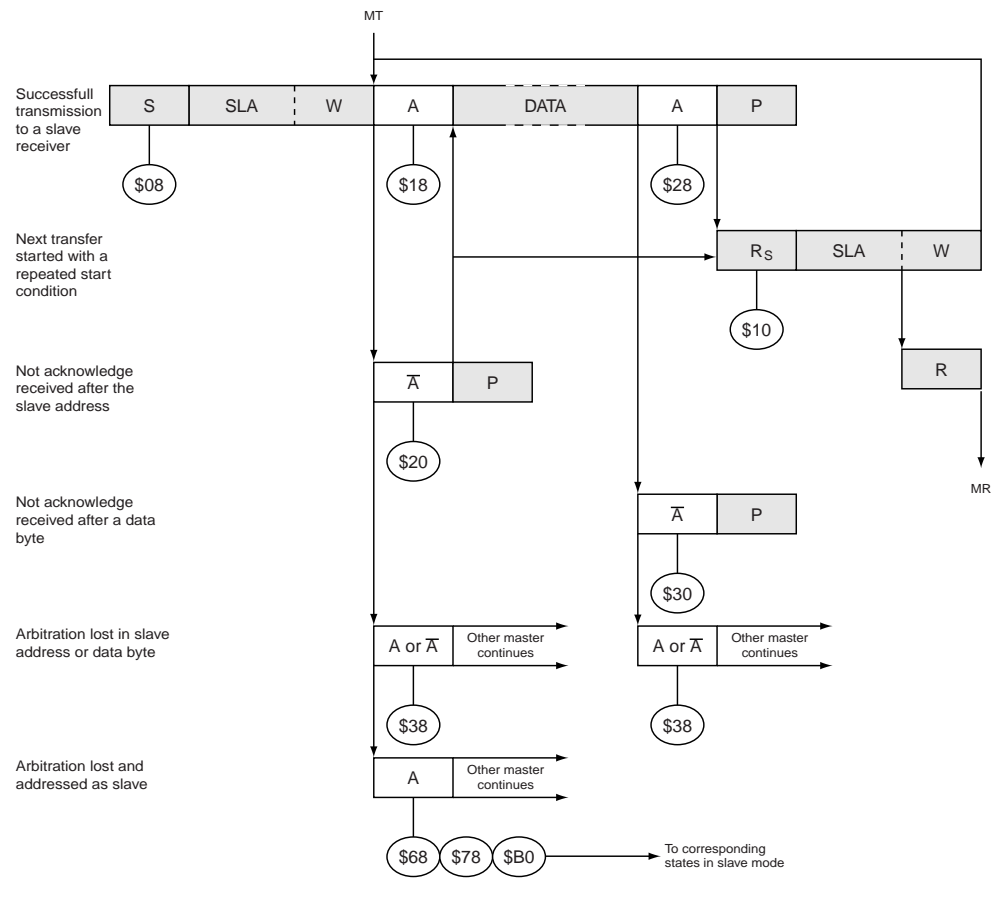 MT
Successfull
transmission
to a slave
receiver
S SLA W A DATA A P
$08 $18 $28
Next transfer
started with a
repeated start
condition
RS SLA W
$10
Not acknowledge
received after the
slave address
A̅ P
R
$20
MR
Not acknowledge
received after a data
byte
A̅ P
$30
Arbitration lost in slave
address or data byte
A or A̅
Other master
continues
A or A̅
Other master
continues
$38 $38
Arbitration lost and
addressed as slave
A
Other master
continues
$68 $78 $B0
To corresponding
states in slave mode